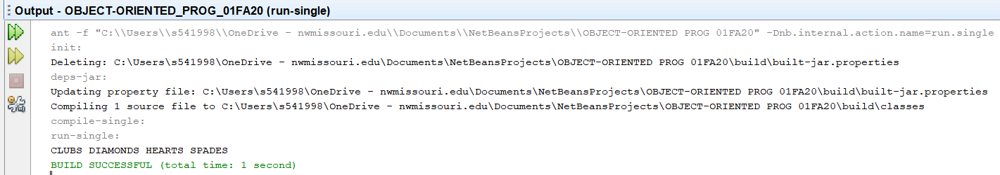 Output - OBJECT-ORIENTED_PROG_01FA20 (run-single)
ant -f "C:\\Users\\s541998\\OneDrive - nwmissouri.edu\\Documents\\NetBeansProjects\\OBJECT-ORIENTED PROG 01FA20" -Dnb.internal.action.name=run.single
init:
Deleting: C:\Users\s541998\OneDrive - nwmissouri.edu\Documents\NetBeansProjects\OBJECT-ORIENTED PROG 01FA20\build\built-jar.properties
deps-jar:
Updating property file: C:\Users\s541998\OneDrive - nwmissouri.edu\Documents\NetBeansProjects\OBJECT-ORIENTED PROG 01FA20\build\built-jar.properties
Compiling 1 source file to C:\Users\s541998\OneDrive - nwmissouri.edu\Documents\NetBeansProjects\OBJECT-ORIENTED PROG 01FA20\build\classes
compile-single:
run-single:
CLUBS DIAMONDS HEARTS SPADES
BUILD SUCCESSFUL (total time: 1 second)